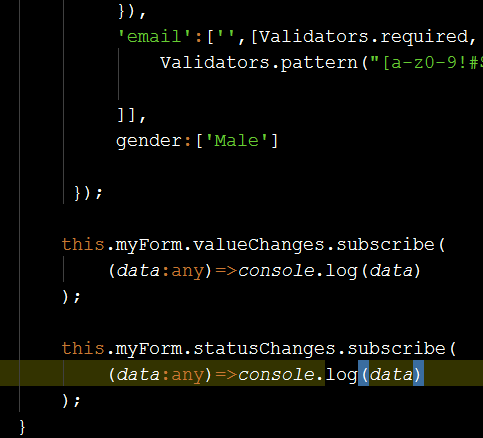 }),
'email':['',[Validators.required,
Validators.pattern("[a-z0-9!#$
]],
gender:['Male']
});
this.myForm.valueChanges.subscribe(
(data:any)=>console.log(data)
);
this.myForm.statusChanges.subscribe(
(data:any)=>console.log(data)
);
}